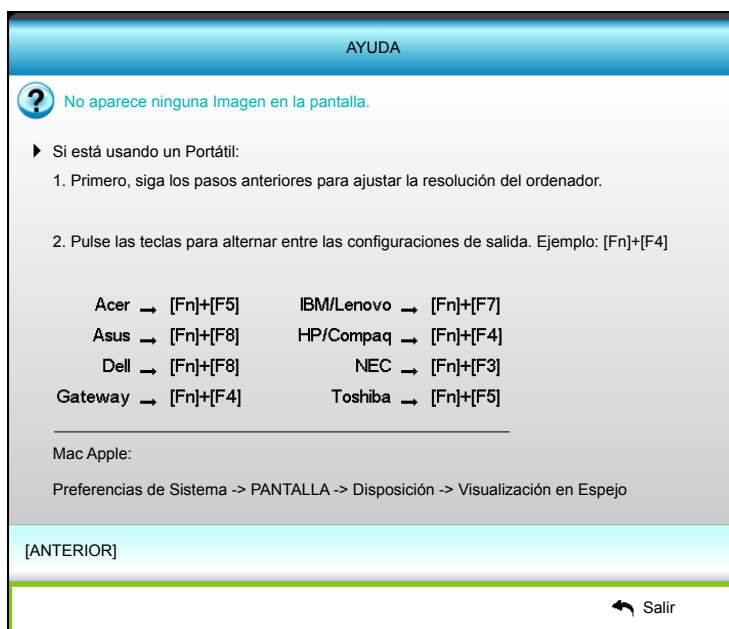 AYUDA
? No aparece ninguna Imagen en la pantalla.
Si está usando un Portátil:
1. Primero, siga los pasos anteriores para ajustar la resolución del ordenador.
2. Pulse las teclas para alternar entre las configuraciones de salida. Ejemplo: [Fn]+[F4]
Acer → [Fn]+[F5] IBM/Lenovo → [Fn]+[F7]
Asus → [Fn]+[F8] HP/Compaq → [Fn]+[F4]
Dell → [Fn]+[F8] NEC → [Fn]+[F3]
Gateway → [Fn]+[F4] Toshiba → [Fn]+[F5]
Mac Apple:
Preferencias de Sistema -> PANTALLA -> Disposición -> Visualización en Espejo
[ANTERIOR]
Salir